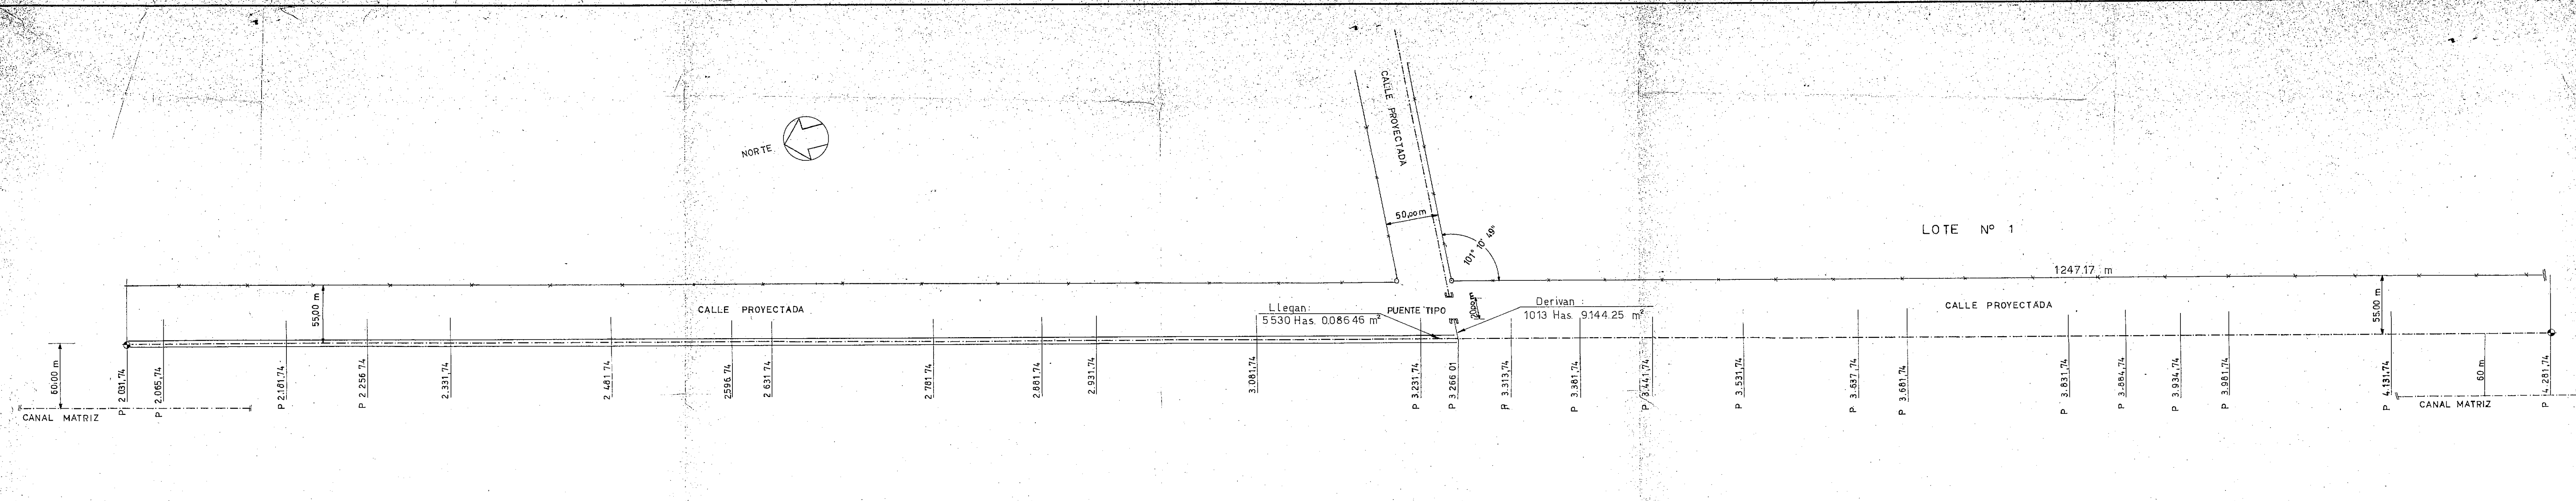 CALLE PROYECTADA
NORTE
50,00 m
101° 10' 49"
LOTE Nº 1
1247.17 m
55,00 m
CALLE PROYECTADA
Llegan:
5530 Has. 0.086 46 m²
PUENTE TIPO
20,00 m
Derivan :
1013 Has. 9.144.25 m²
CALLE PROYECTADA
55.00 m
60.00 m
CANAL MATRIZ
P. 2.031,74
P. 2.065,74
P. 2.181,74
P. 2.256.74
2.331,74
2.481.74
2.596.74
2.631.74
2.781.74
2.881,74
2.931,74
3.081,74
P. 3.231,74
P. 3.266.01
P. 3.313,74
P. 3.381,74
P. 3.441,74
P. 3.531,74
P. 3.637,74
P. 3.681,74
P. 3.831,74
P. 3.884,74
P. 3.934,74
P. 3.981,74
P. 4.131.74
60 m
CANAL MATRIZ
P. 4.281,74